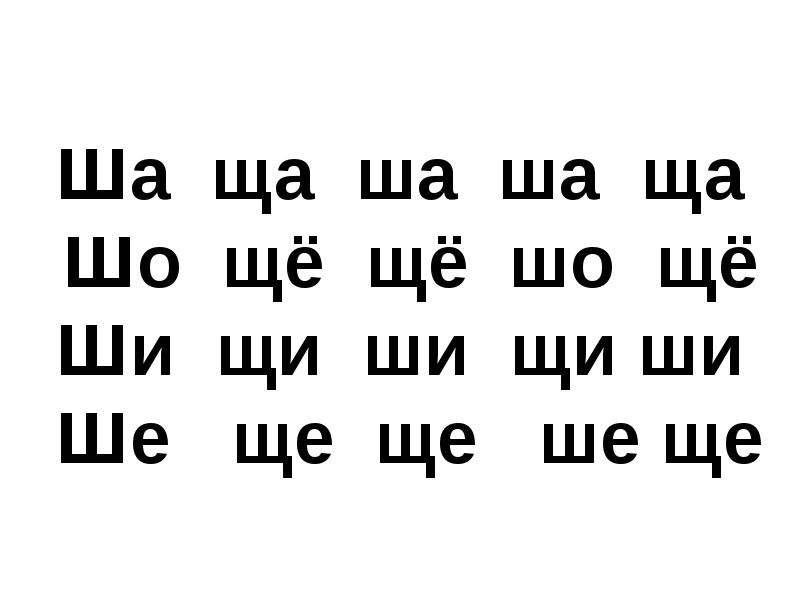 Ша ща ша ша ща
Шо щё щё шо щё
Ши щи ши щи ши
Ше ще ще ше ще